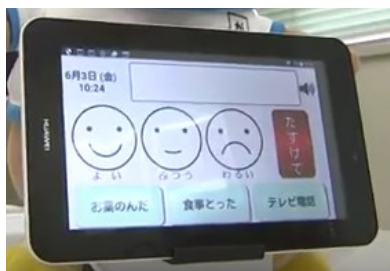 6月3日 (金)
10:24
よい
ふつう
わるい
たすけて
お薬のんだ
食事とった
テレビ電話
HUAWEI